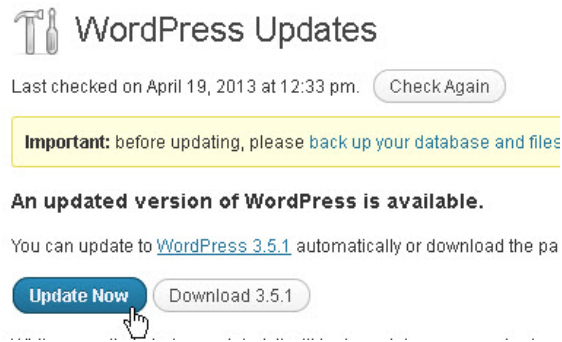 WordPress Updates
Last checked on April 19, 2013 at 12:33 pm. Check Again
Important: before updating, please back up your database and files
An updated version of WordPress is available.
You can update to WordPress 3.5.1 automatically or download the pa
Update Now Download 3.5.1